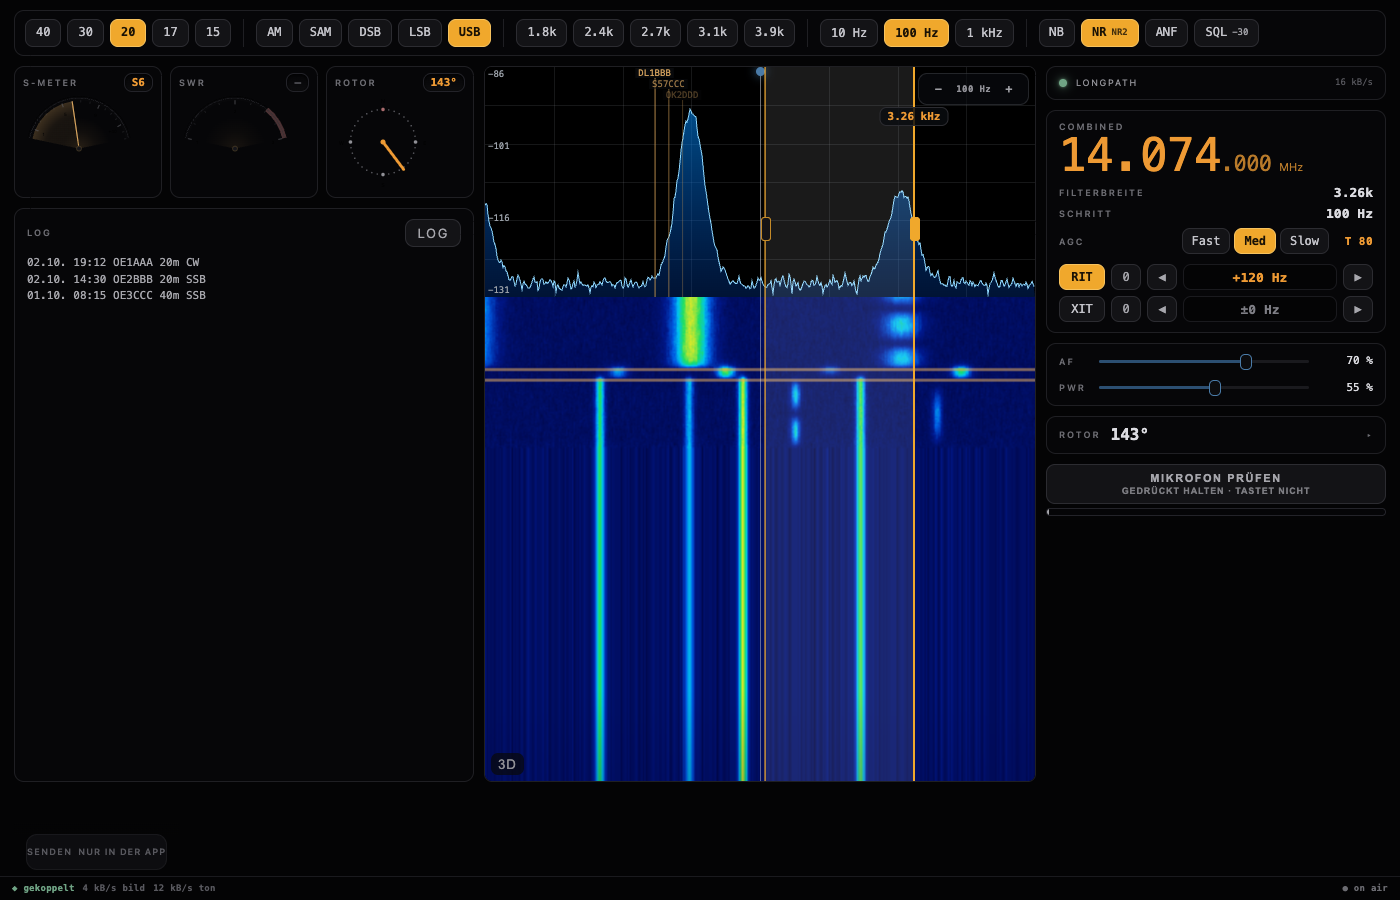 40 30 20 17 15 AM SAM DSB LSB USB 1.8k 2.4k 2.7k 3.1k 3.9k 10 Hz 100 Hz 1 kHz NB NR NR2 ANF SQL −30
S-METER S6
SWR —
ROTOR 143°
LOG LOG
02.10. 19:12 OE1AAA 20m CW
02.10. 14:30 OE2BBB 20m SSB
01.10. 08:15 OE3CCC 40m SSB
−86
DL1BBB
S57CCC
OK2DDD
− 100 Hz +
3.26 kHz
−101
−116
−131
3D
LONGPATH 16 kB/s
COMBINED
14.074.000 MHz
FILTERBREITE 3.26k
SCHRITT 100 Hz
AGC Fast Med Slow T 80
RIT 0 ◀ +120 Hz ▶
XIT 0 ◀ ±0 Hz ▶
AF 70 %
PWR 55 %
ROTOR 143°
MIKROFON PRÜFEN
GEDRÜCKT HALTEN · TASTET NICHT
SENDEN NUR IN DER APP
◆ gekoppelt 4 kB/s bild 12 kB/s ton ● on air